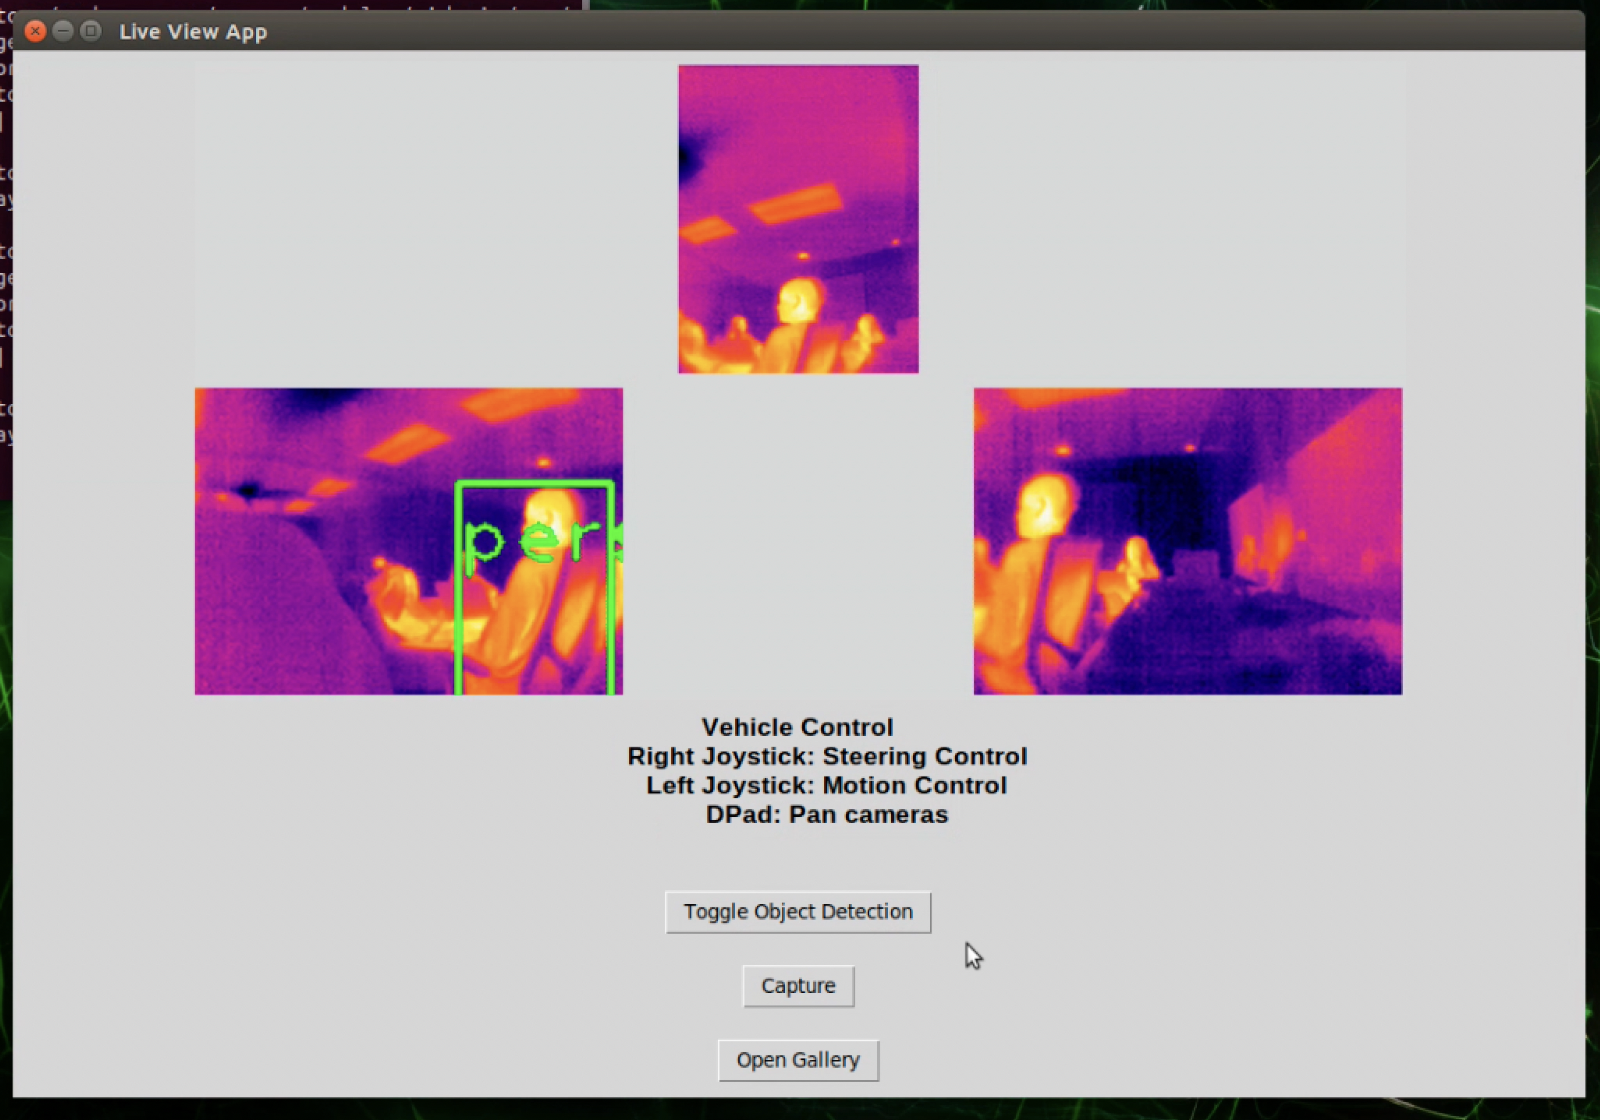 Live View App
pers
Vehicle Control
Right Joystick: Steering Control
Left Joystick: Motion Control
DPad: Pan cameras
Toggle Object Detection
Capture
Open Gallery